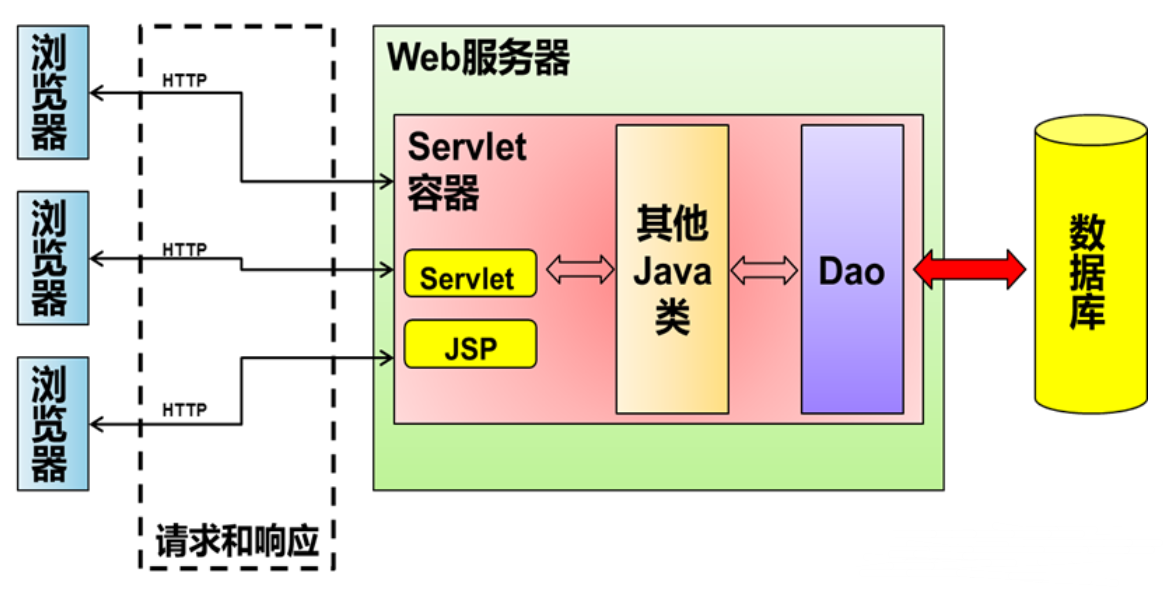 浏览器
HTTP
浏览器
HTTP
浏览器
HTTP
请求和响应
Web服务器
Servlet
容器
Servlet
JSP
其他
Java
类
Dao
数据库